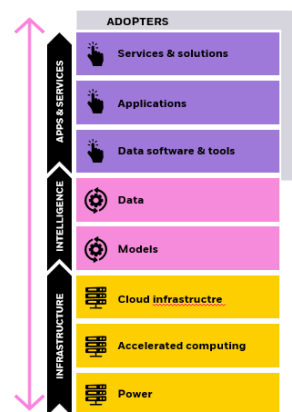 ADOPTERS
APPS & SERVICES
Services & solutions
Applications
Data software & tools
INTELLIGENCE
Data
Models
INFRASTRUCTURE
Cloud infrastructre
Accelerated computing
Power